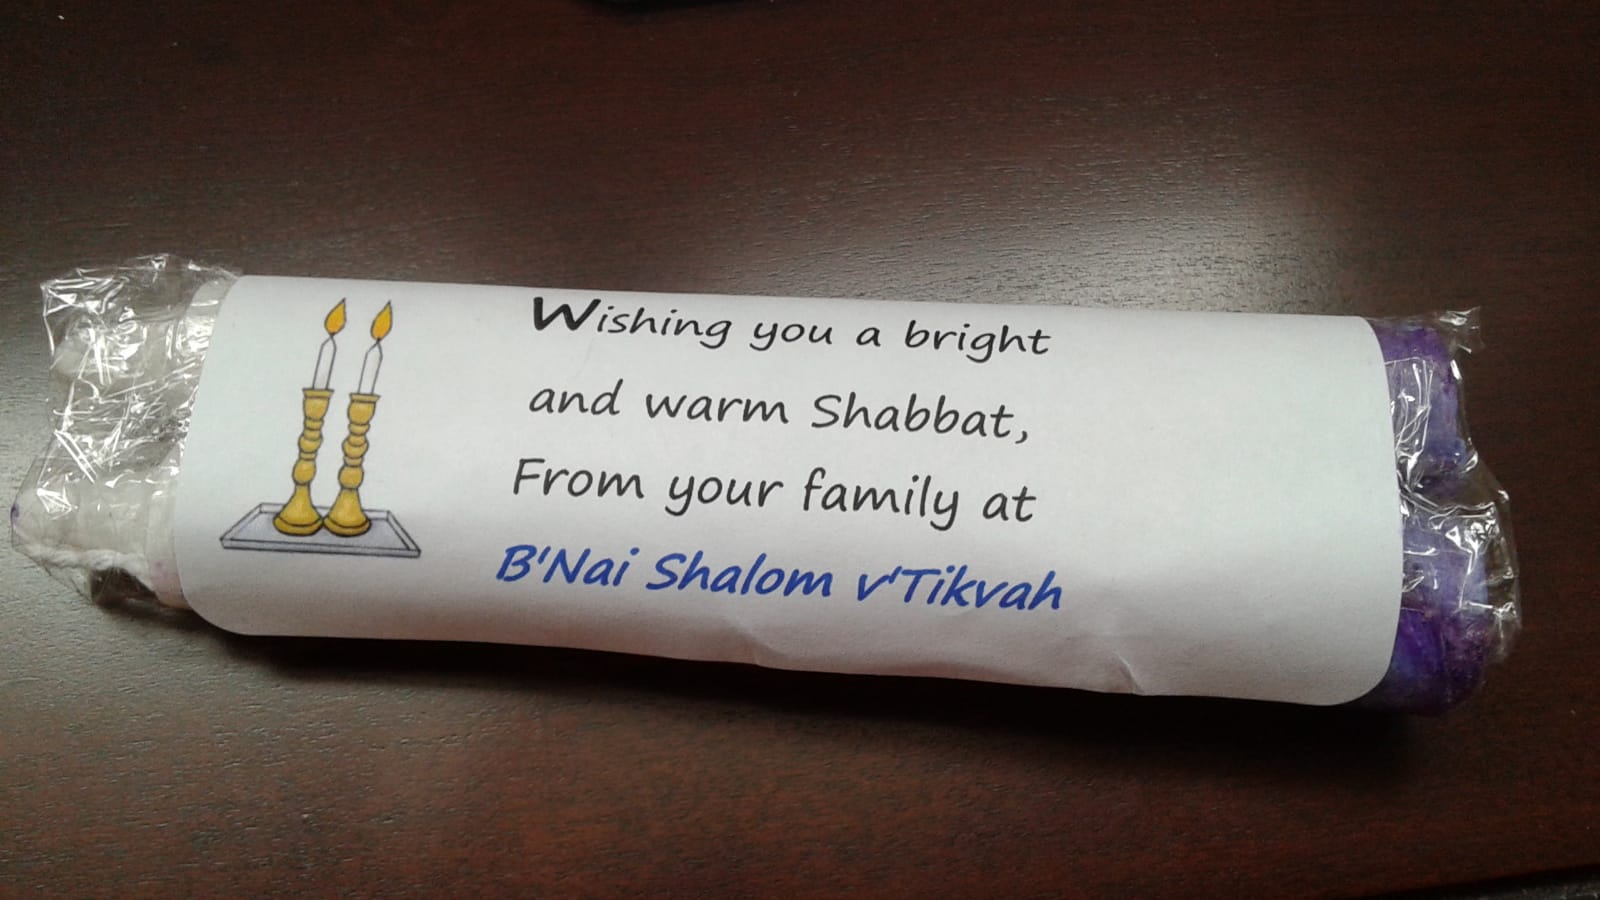 Wishing you a bright
and warm Shabbat,
From your family at
B'Nai Shalom v'Tikvah